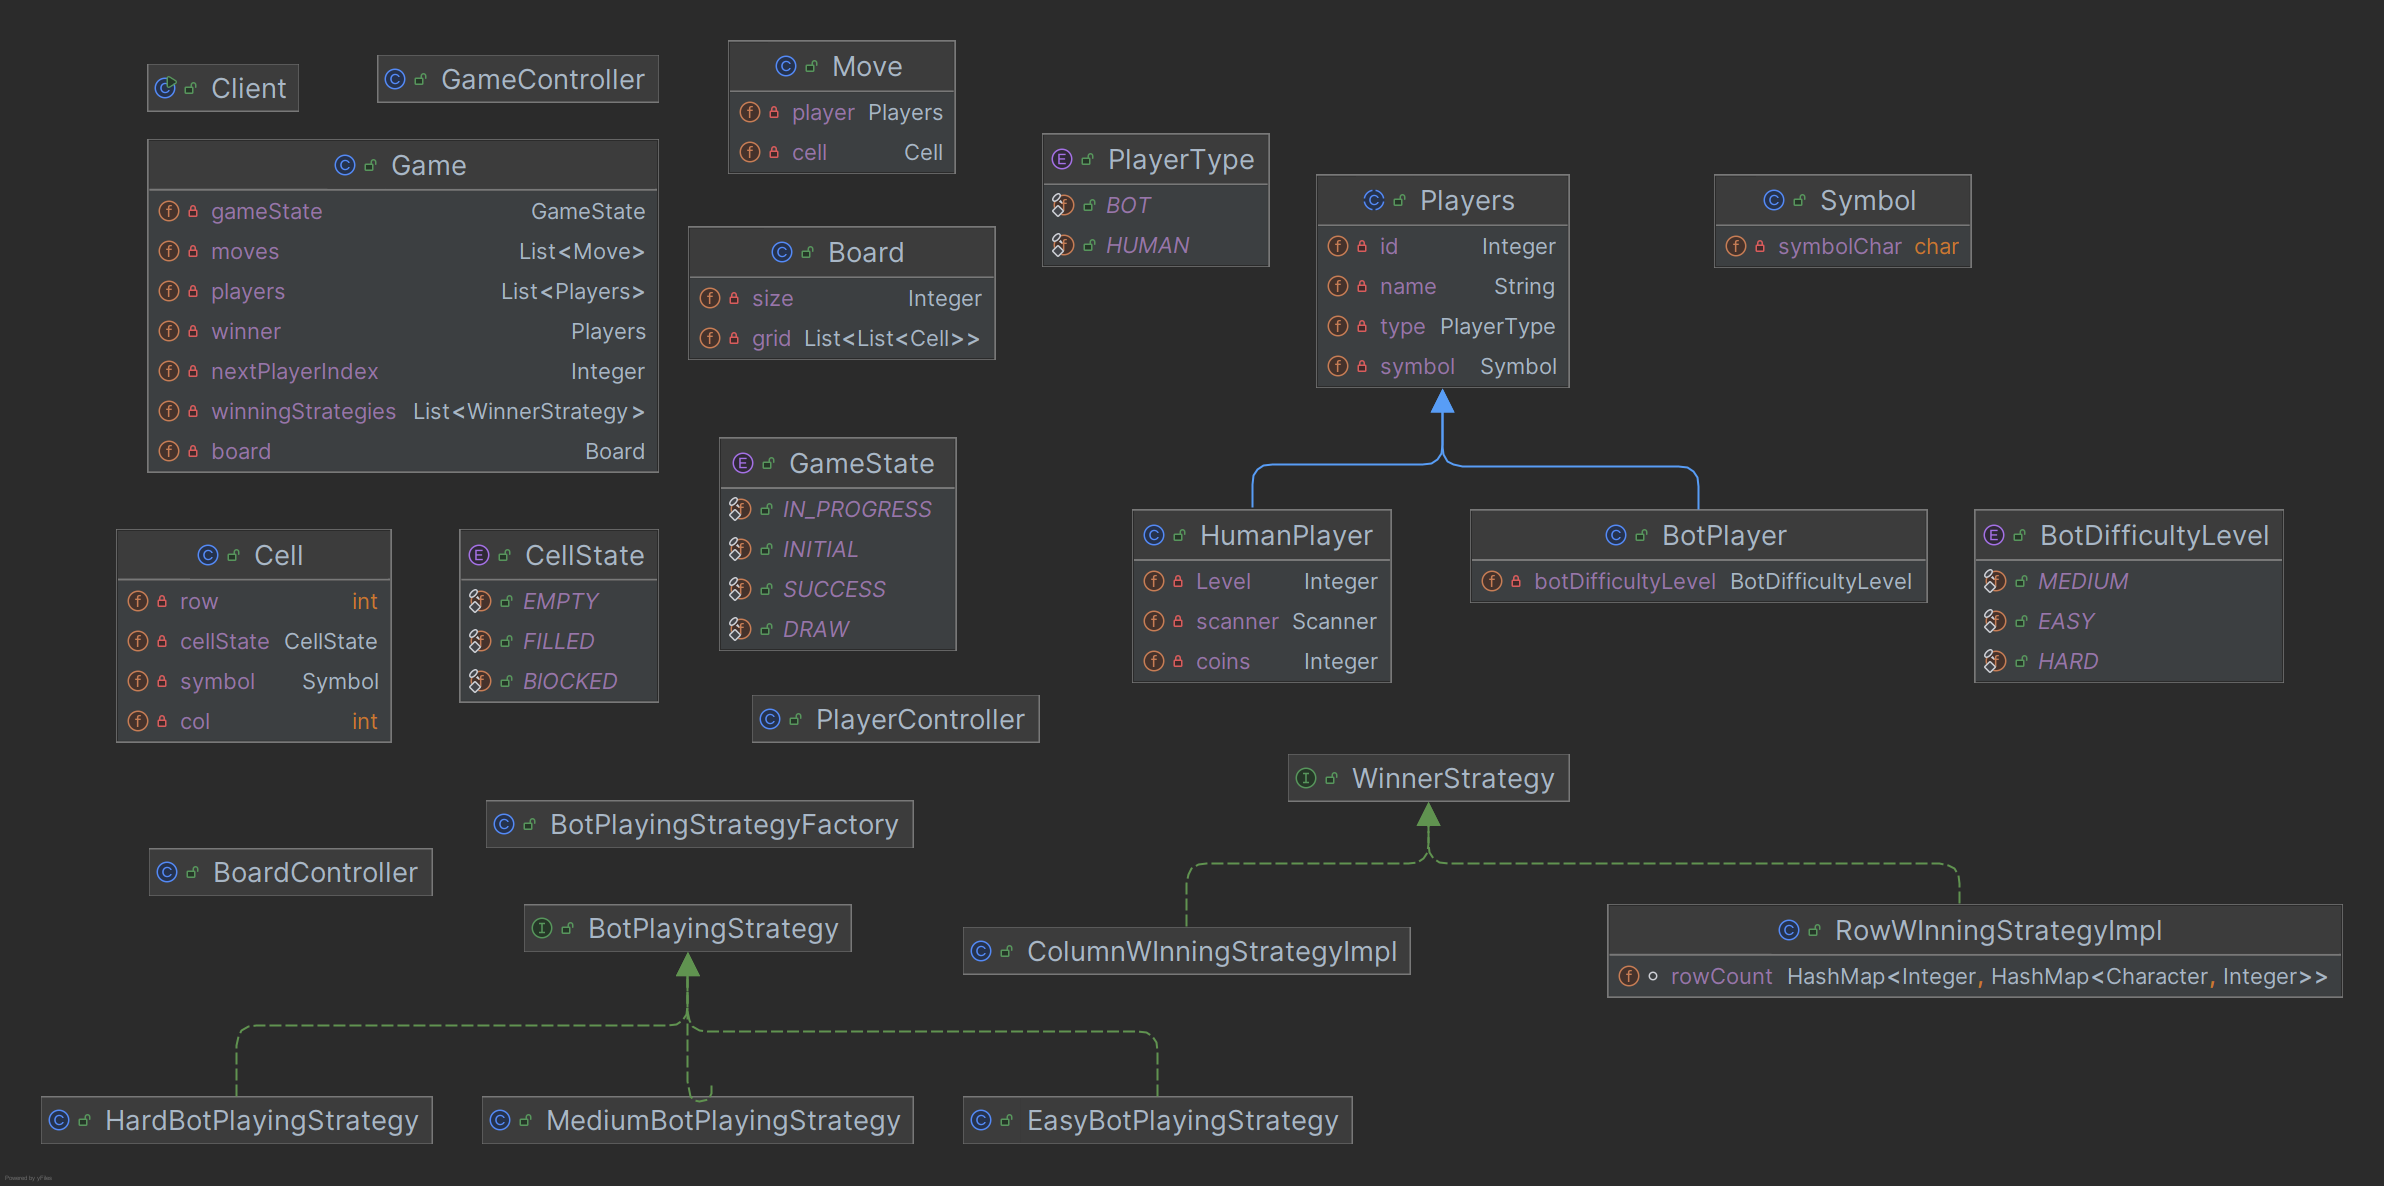 Client
GameController
Game
gameState GameState
moves List<Move>
players List<Players>
winner Players
nextPlayerIndex Integer
winningStrategies List<WinnerStrategy>
board Board
Move
player Players
cell Cell
Board
size Integer
grid List<List<Cell>>
PlayerType
BOT
HUMAN
Players
id Integer
name String
type PlayerType
symbol Symbol
Symbol
symbolChar char
Cell
row int
cellState CellState
symbol Symbol
col int
CellState
EMPTY
FILLED
BlOCKED
GameState
IN_PROGRESS
INITIAL
SUCCESS
DRAW
HumanPlayer
Level Integer
scanner Scanner
coins Integer
BotPlayer
botDifficultyLevel BotDifficultyLevel
BotDifficultyLevel
MEDIUM
EASY
HARD
PlayerController
WinnerStrategy
BotPlayingStrategyFactory
BoardController
BotPlayingStrategy
ColumnWInningStrategyImpl
RowWInningStrategyImpl
rowCount HashMap<Integer, HashMap<Character, Integer>>
HardBotPlayingStrategy
MediumBotPlayingStrategy
EasyBotPlayingStrategy
Powered by yFiles